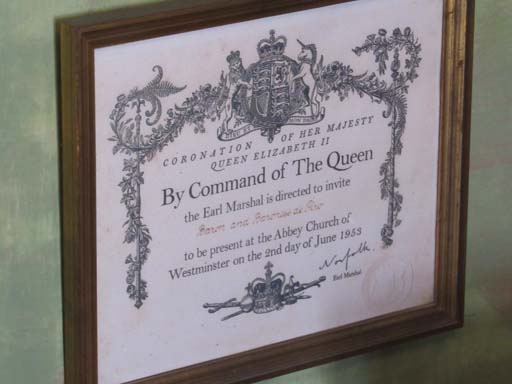 CORONATION OF HER MAJESTY
QUEEN ELIZABETH II
By Command of The Queen
the Earl Marshal is directed to invite
Baron and Baroness de
to be present at the Abbey Church of
Westminster on the 2nd day of June 1953
Norfolk.
Earl Marshal